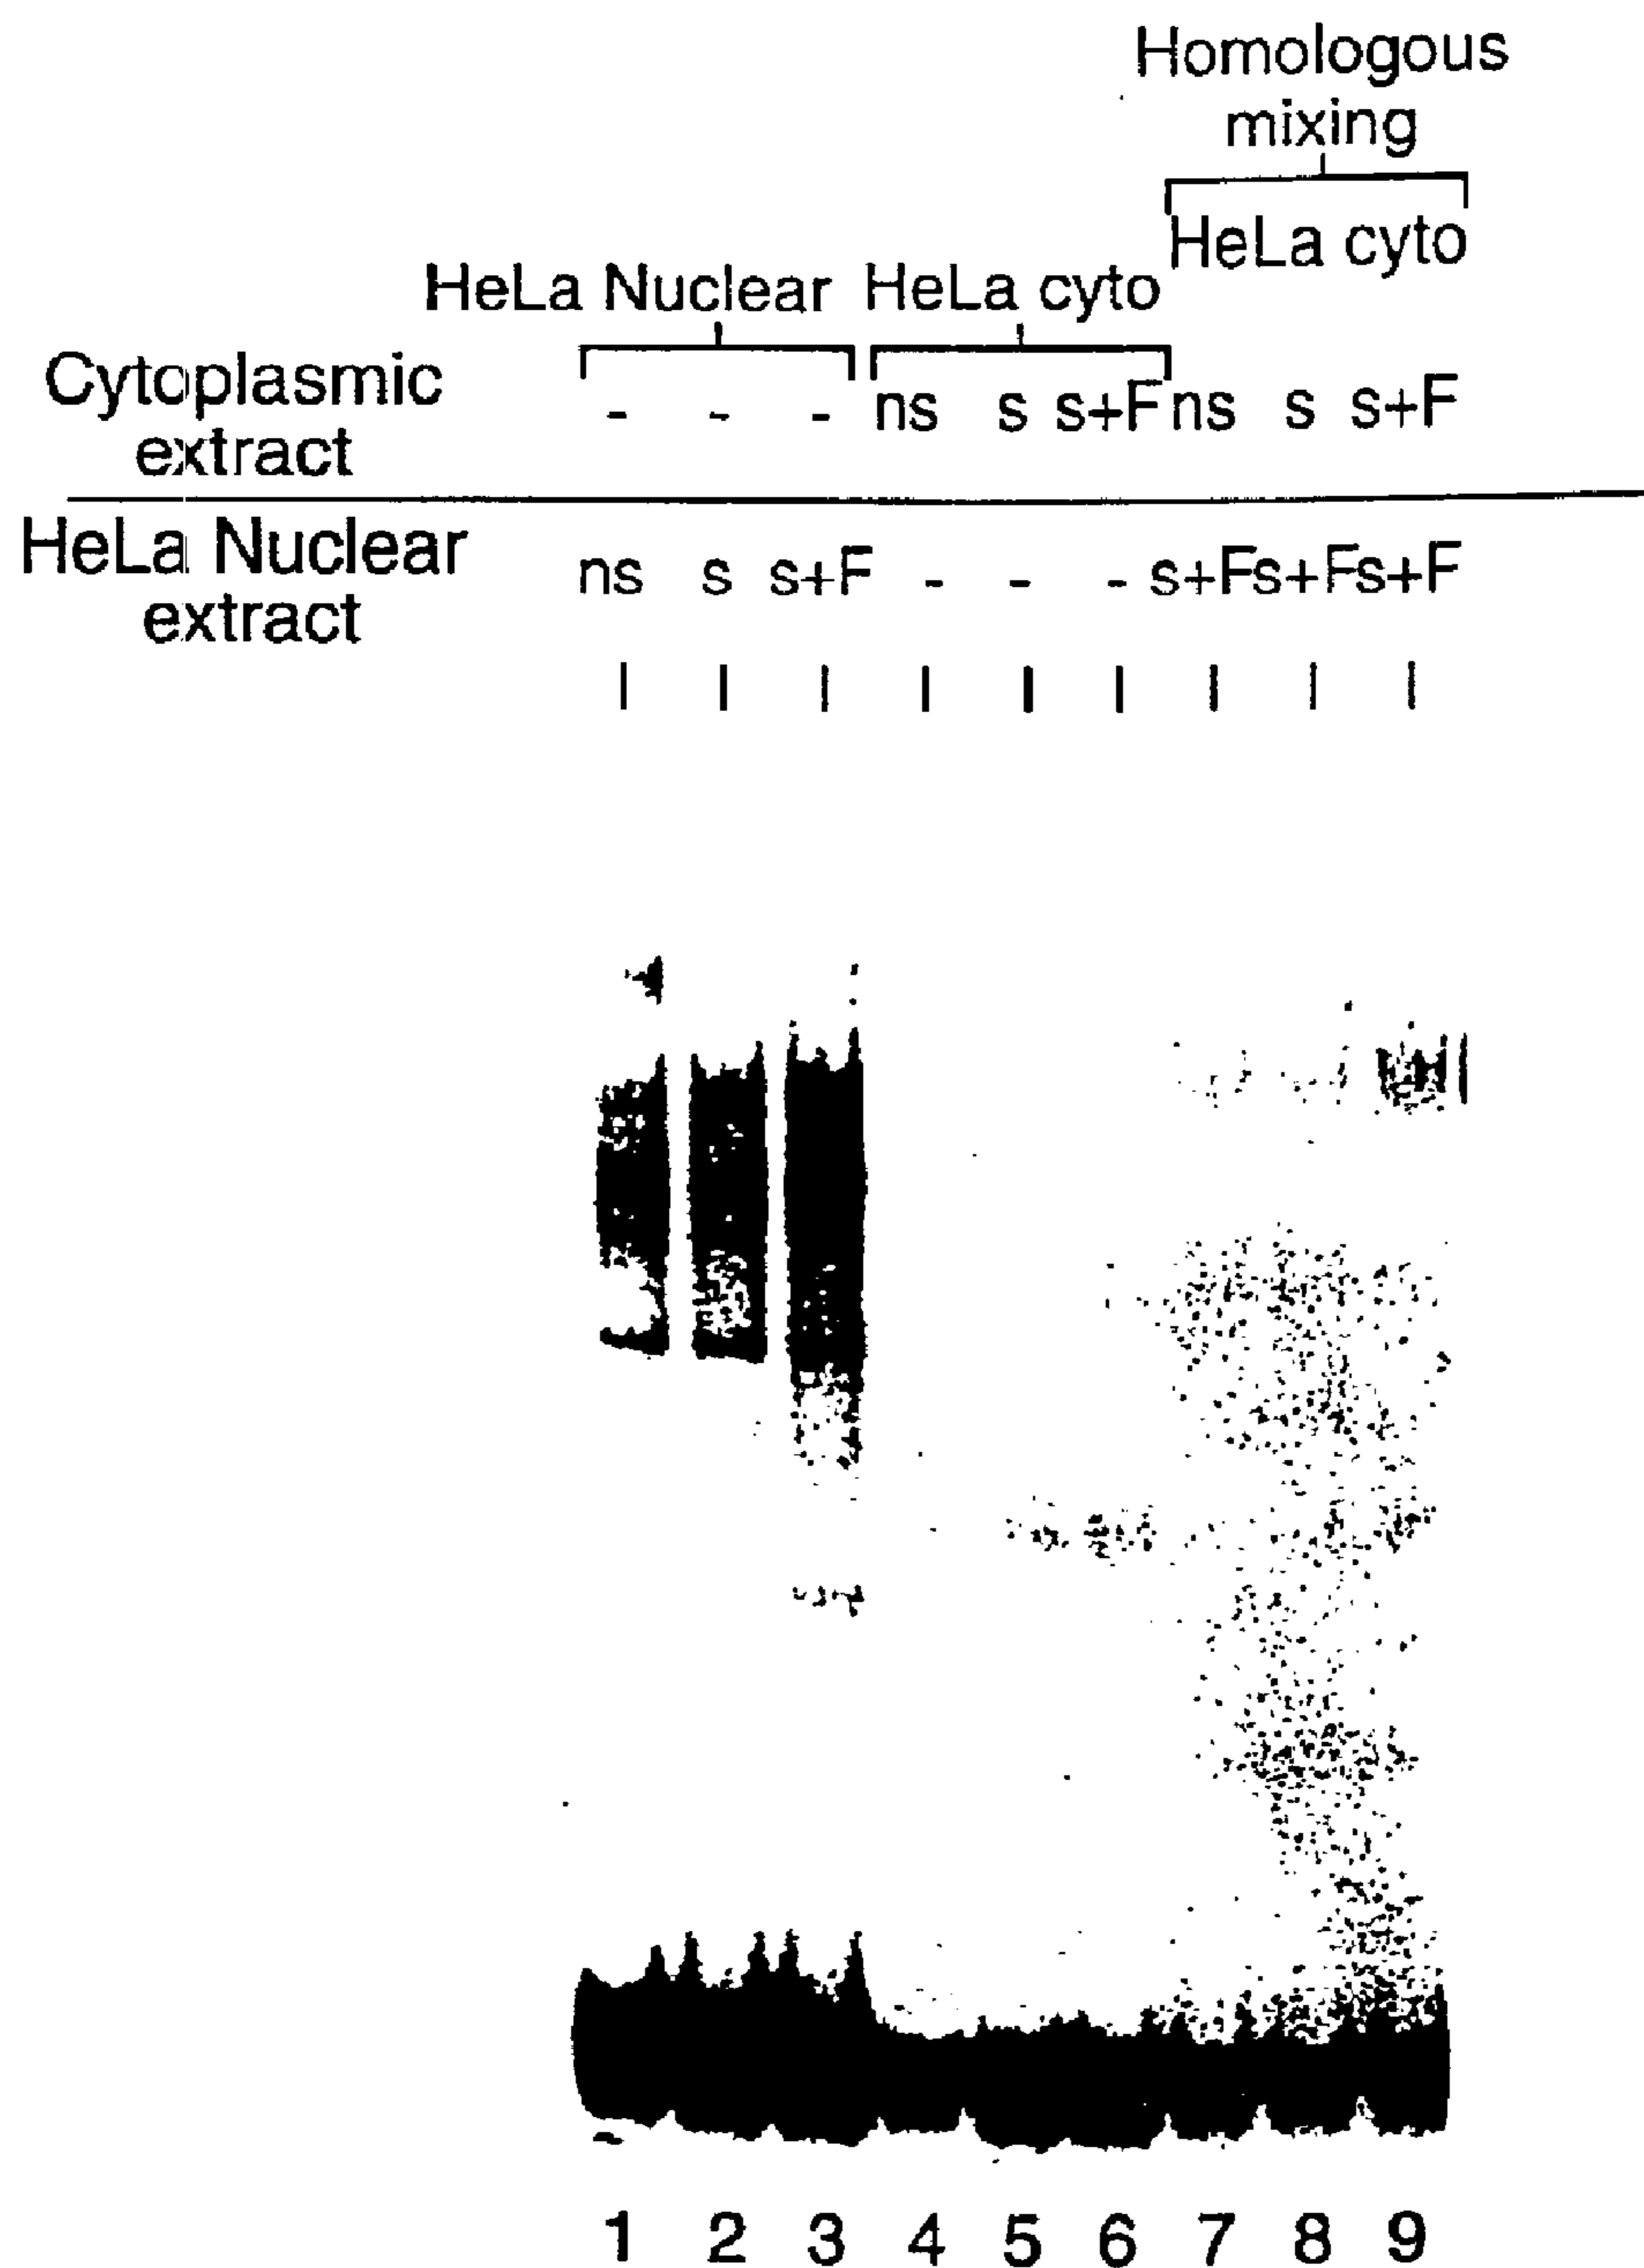 Homologous
mixing
HeLa cyto
HeLa Nuclear HeLa cyto
Cytoplasmic
extract
- - - ns s s+F ns s s+F
HeLa Nuclear
extract
ns s s+F - - - s+F s+F s+F
1 2 3 4 5 6 7 8 9